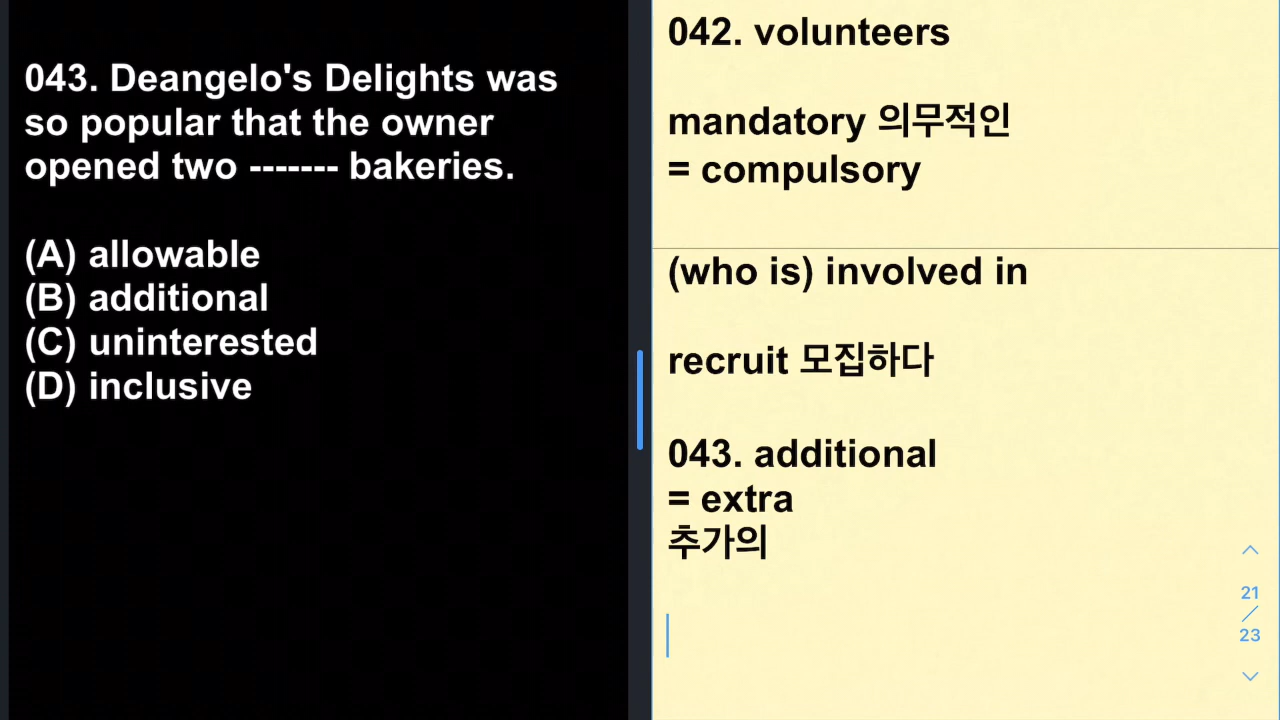 043. Deangelo's Delights was
so popular that the owner
opened two ------- bakeries.
(A) allowable
(B) additional
(C) uninterested
(D) inclusive
042. volunteers
mandatory 의무적인
= compulsory
(who is) involved in
recruit 모집하다
043. additional
= extra
추가의
21
/
23